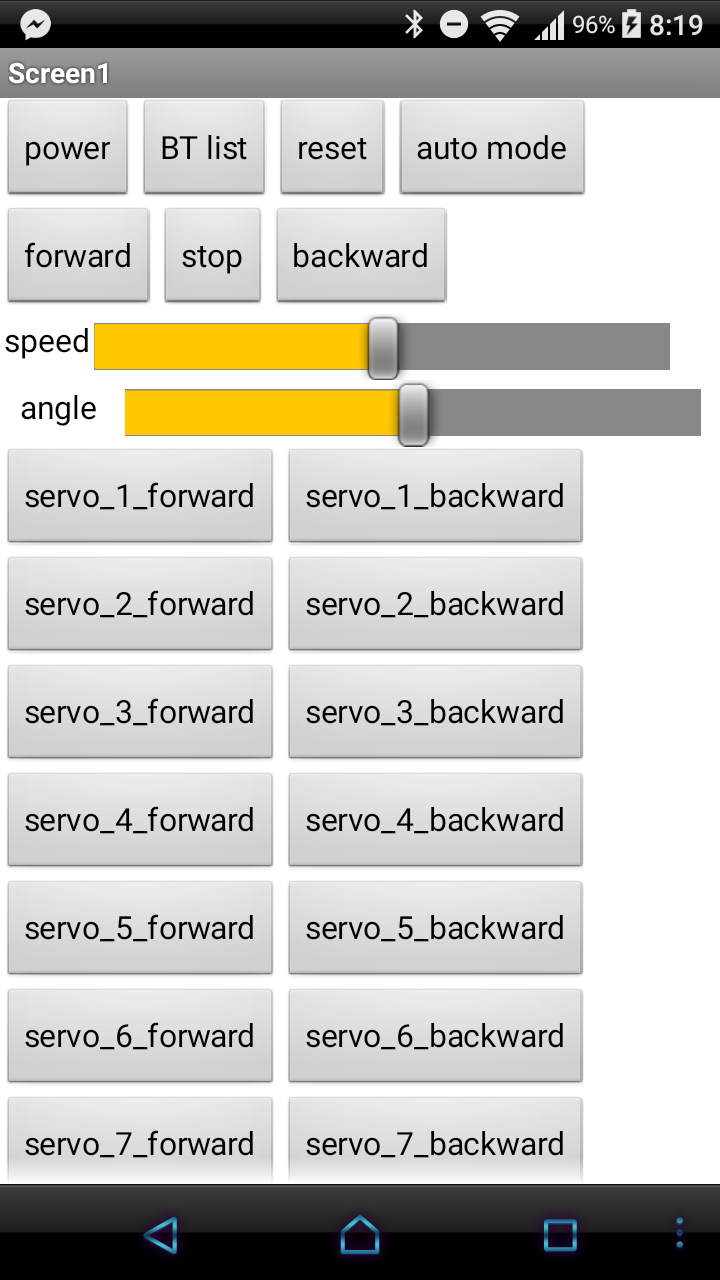 96% 8:19
Screen1
power BT list reset auto mode
forward stop backward
speed
angle
servo_1_forward servo_1_backward
servo_2_forward servo_2_backward
servo_3_forward servo_3_backward
servo_4_forward servo_4_backward
servo_5_forward servo_5_backward
servo_6_forward servo_6_backward
servo_7_forward servo_7_backward